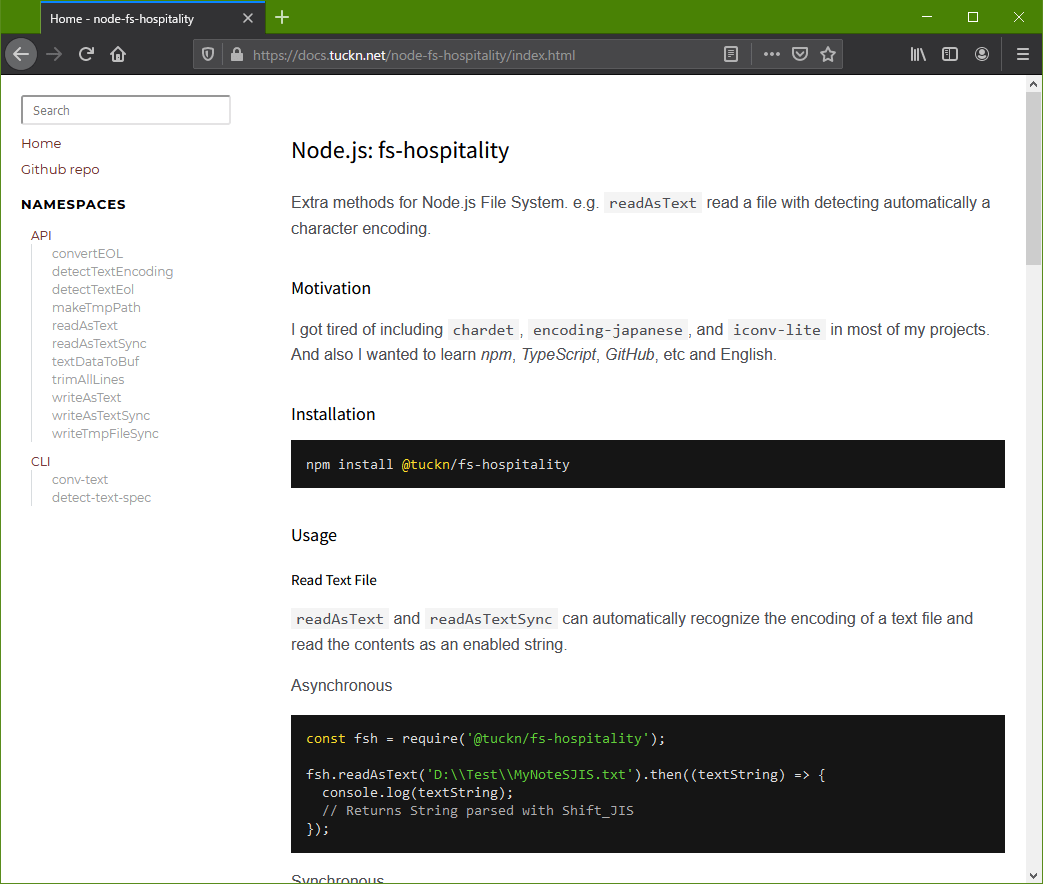 Home - node-fs-hospitality
https://docs.tuckn.net/node-fs-hospitality/index.html
Search
Home
Github repo
NAMESPACES
API
convertEOL
detectTextEncoding
detectTextEol
makeTmpPath
readAsText
readAsTextSync
textDataToBuf
trimAllLines
writeAsText
writeAsTextSync
writeTmpFileSync
CLI
conv-text
detect-text-spec
Node.js: fs-hospitality
Extra methods for Node.js File System. e.g. readAsText read a file with detecting automatically a
character encoding.
Motivation
I got tired of including chardet, encoding-japanese, and iconv-lite in most of my projects.
And also I wanted to learn npm, TypeScript, GitHub, etc and English.
Installation
npm install @tuckn/fs-hospitality
Usage
Read Text File
readAsText and readAsTextSync can automatically recognize the encoding of a text file and
read the contents as an enabled string.
Asynchronous
const fsh = require('@tuckn/fs-hospitality');
fsh.readAsText('D:\\Test\\MyNoteSJIS.txt').then((textString) => {
console.log(textString);
// Returns String parsed with Shift_JIS
});
Synchronous